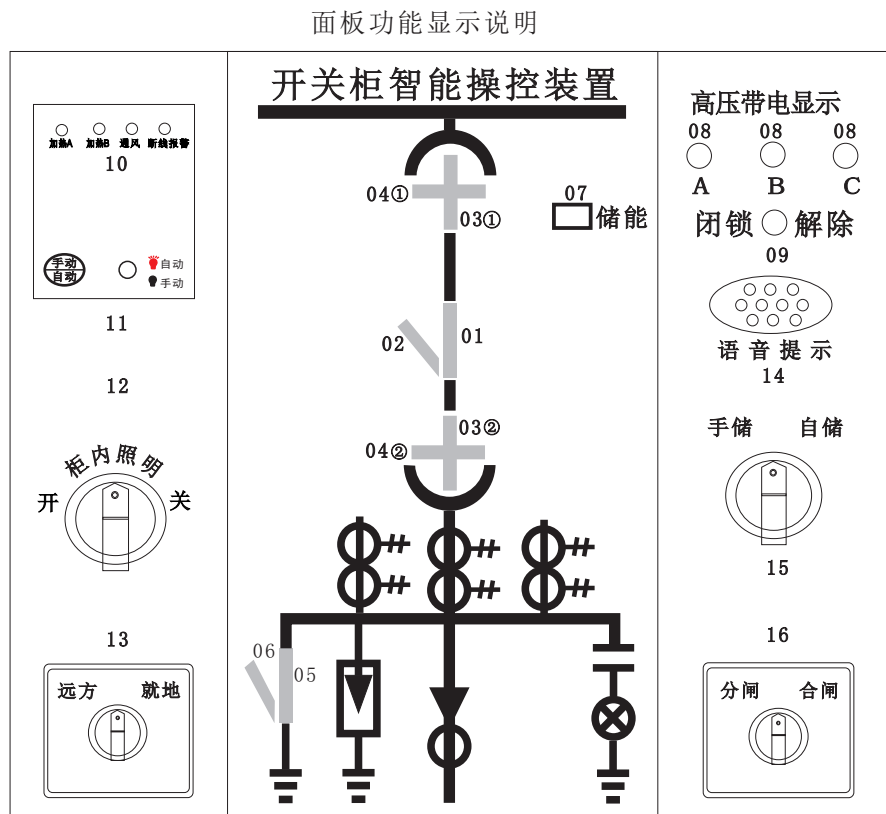 面板功能显示说明
加热A 加热B 通风 断线报警
10
手动
自动
自动
手动
11
12
柜内照明
开 关
13
远方 就地
开关柜智能操控装置
04①
03①
07
储能
02
01
03②
04②
06
05
高压带电显示
08 08 08
A B C
闭锁 解除
09
语音提示
14
手储 自储
15
16
分闸 合闸